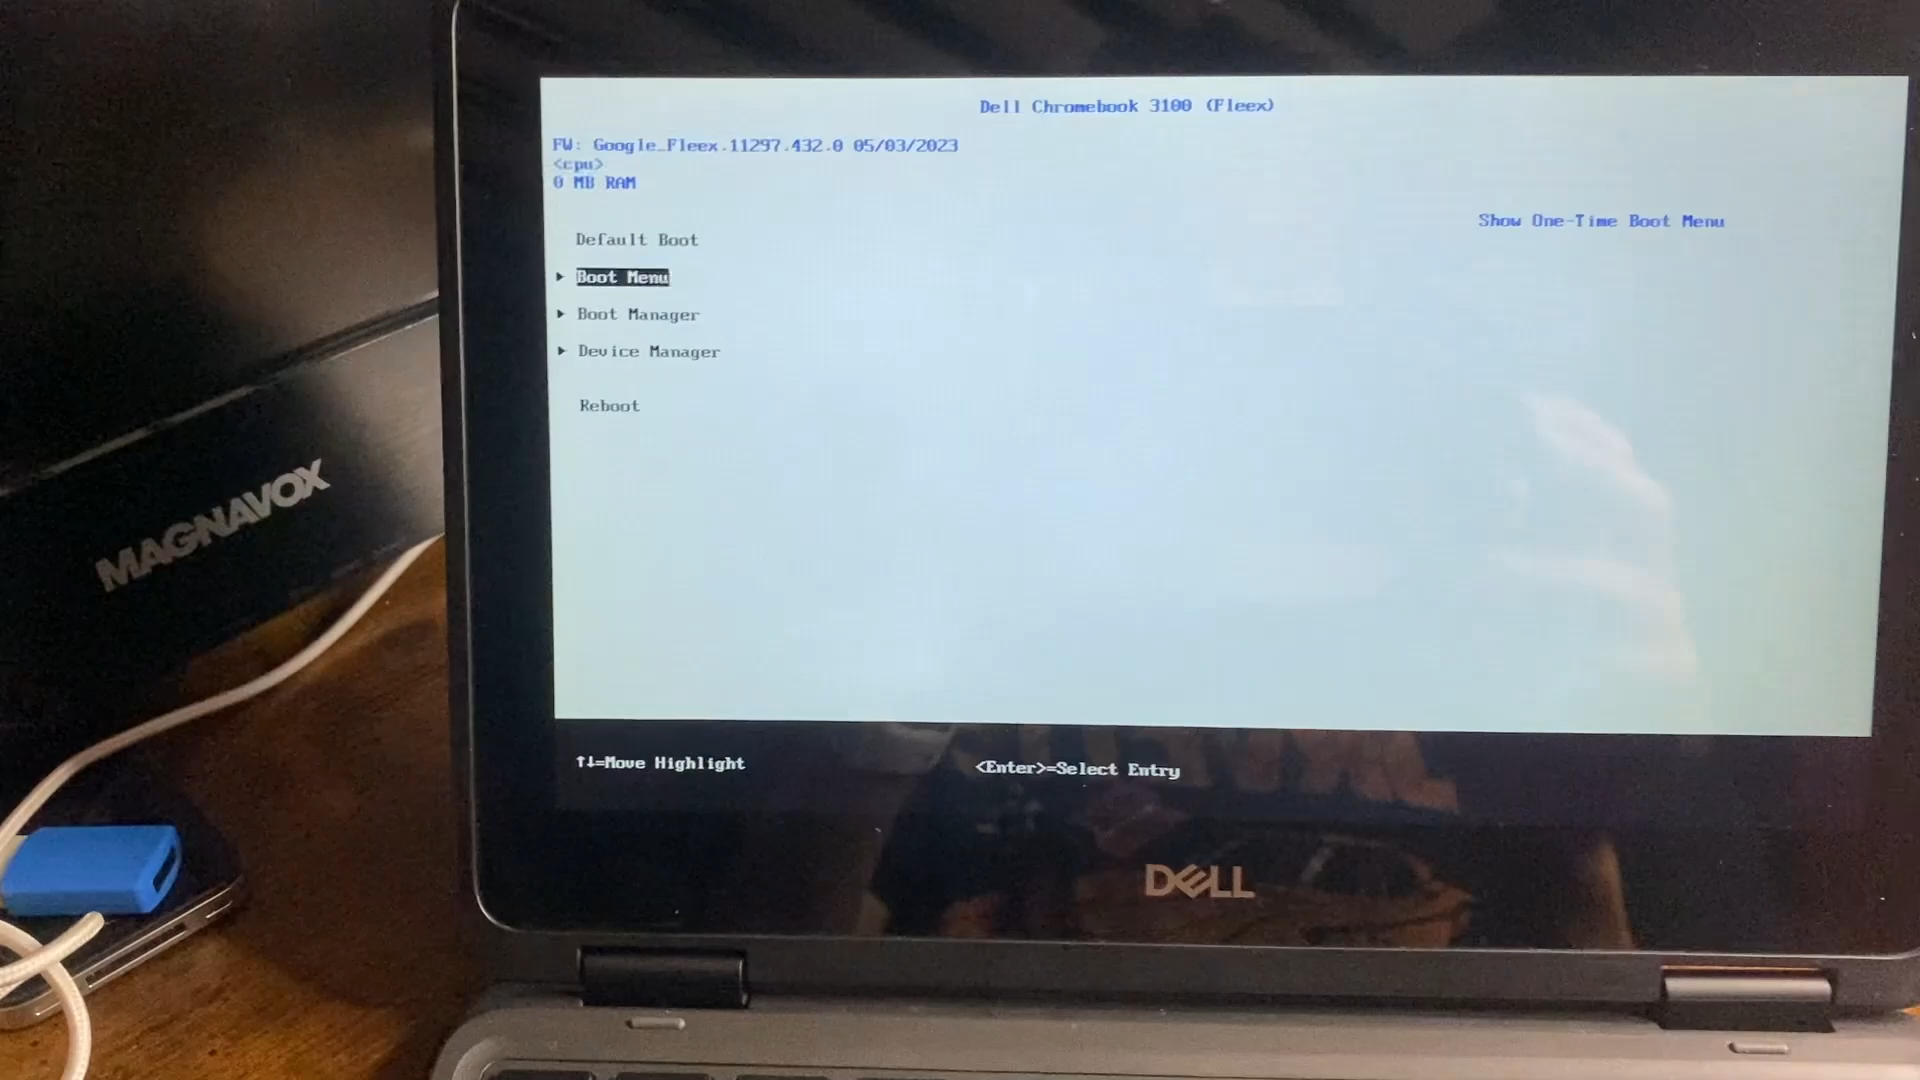 Dell Chromebook 3100 (Fleex)
FW: Google_Fleex.11297.432.0 05/03/2023
<cpu>
0 MB RAM
Show One-Time Boot Menu
Default Boot
Boot Menu
Boot Manager
Device Manager
Reboot
↑↓=Move Highlight
<Enter>=Select Entry
MAGNAVOX
DELL